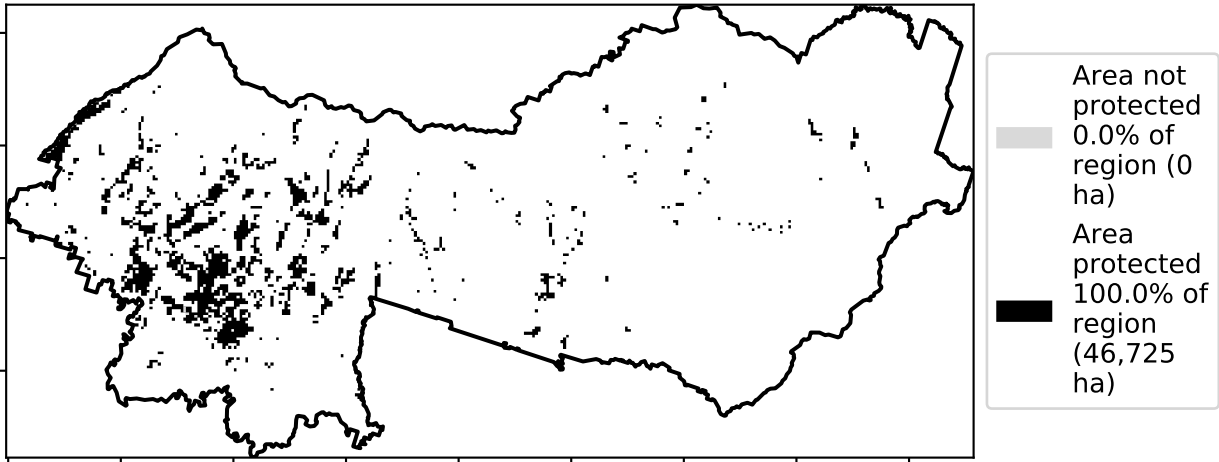 Area not
protected
0.0% of
region (0
ha)
Area
protected
100.0% of
region
(46,725
ha)